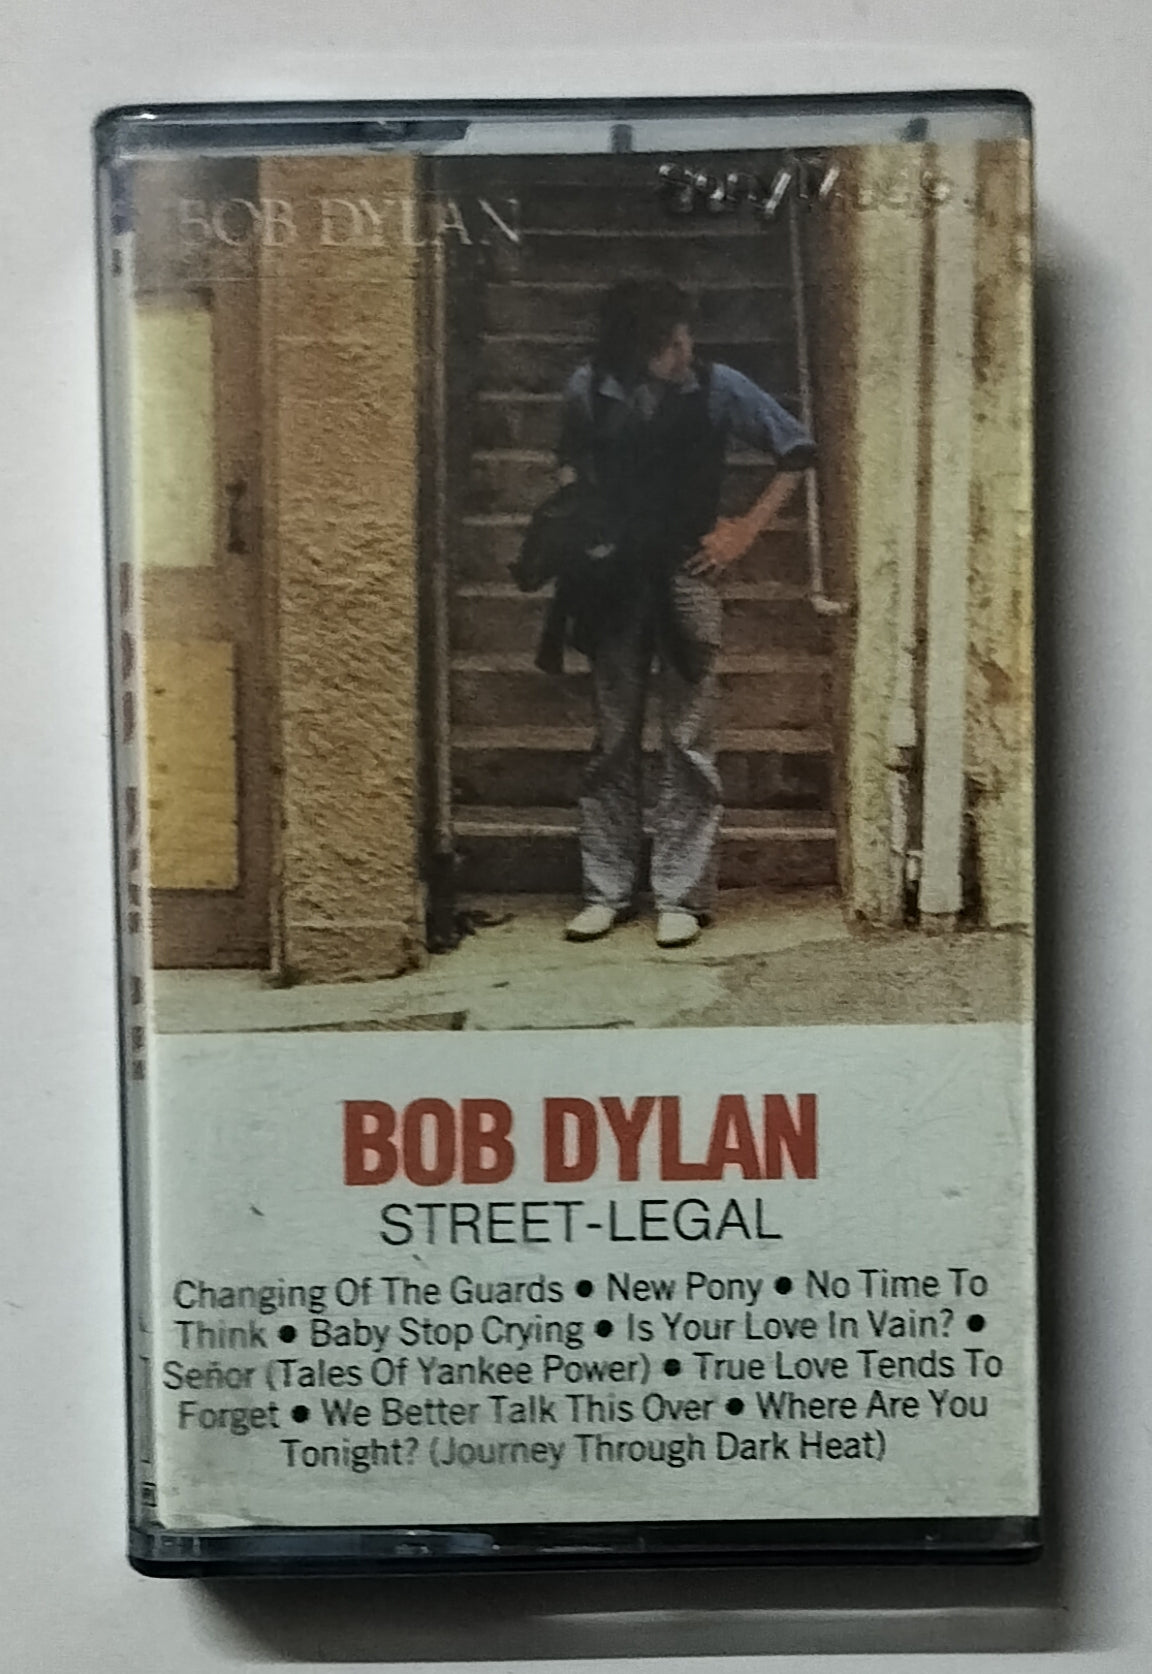 BOB DYLAN
BOB DYLAN
STREET-LEGAL
Changing Of The Guards ● New Pony ● No Time To
Think ● Baby Stop Crying ● Is Your Love In Vain? ●
Señor (Tales Of Yankee Power) ● True Love Tends To
Forget ● We Better Talk This Over ● Where Are You
Tonight? (Journey Through Dark Heat)